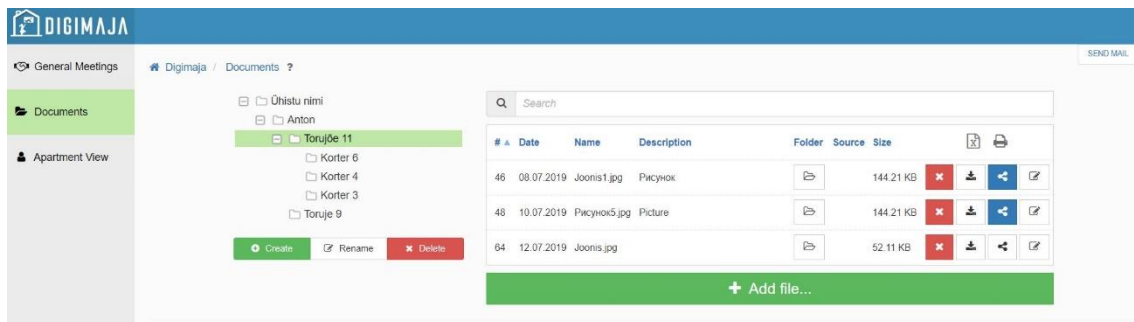 DIGIMAJA
SEND MAIL
General Meetings
Documents
Apartment View
Digimaja / Documents ?
Ühistu nimi
Anton
Torujõe 11
Korter 6
Korter 4
Korter 3
Toruje 9
Create Rename Delete
Search
# Date Name Description Folder Source Size
46 08.07.2019 Joonis1.jpg Рисунок 144.21 KB
48 10.07.2019 Рисунок5.jpg Picture 144.21 KB
64 12.07.2019 Joonis.jpg 52.11 KB
+ Add file...